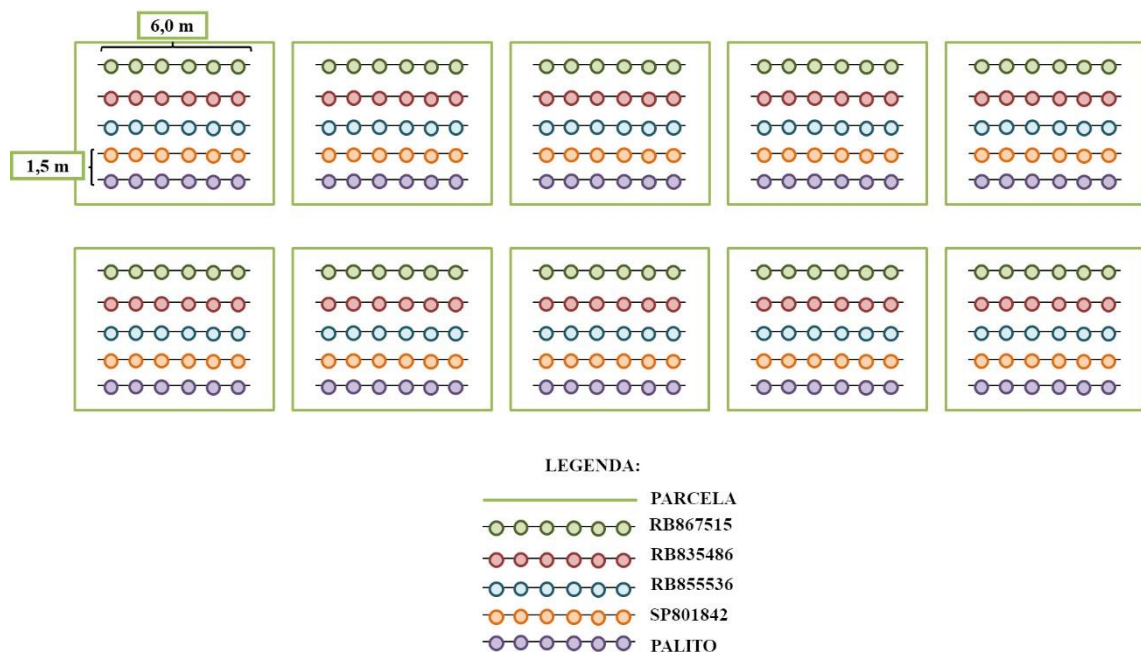 6,0 m
1,5 m
LEGENDA:
PARCELA
RB867515
RB835486
RB855536
SP801842
PALITO